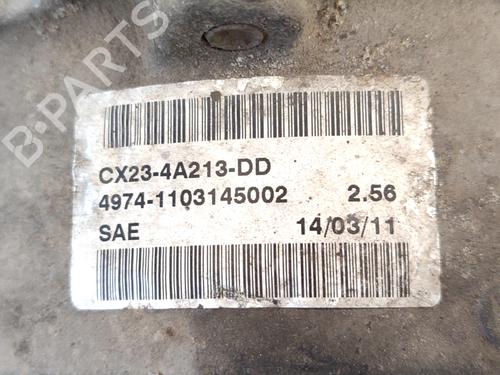 B-PARTS
CX23-4A213-DD
4974-1103145002 2.56
SAE 14/03/11